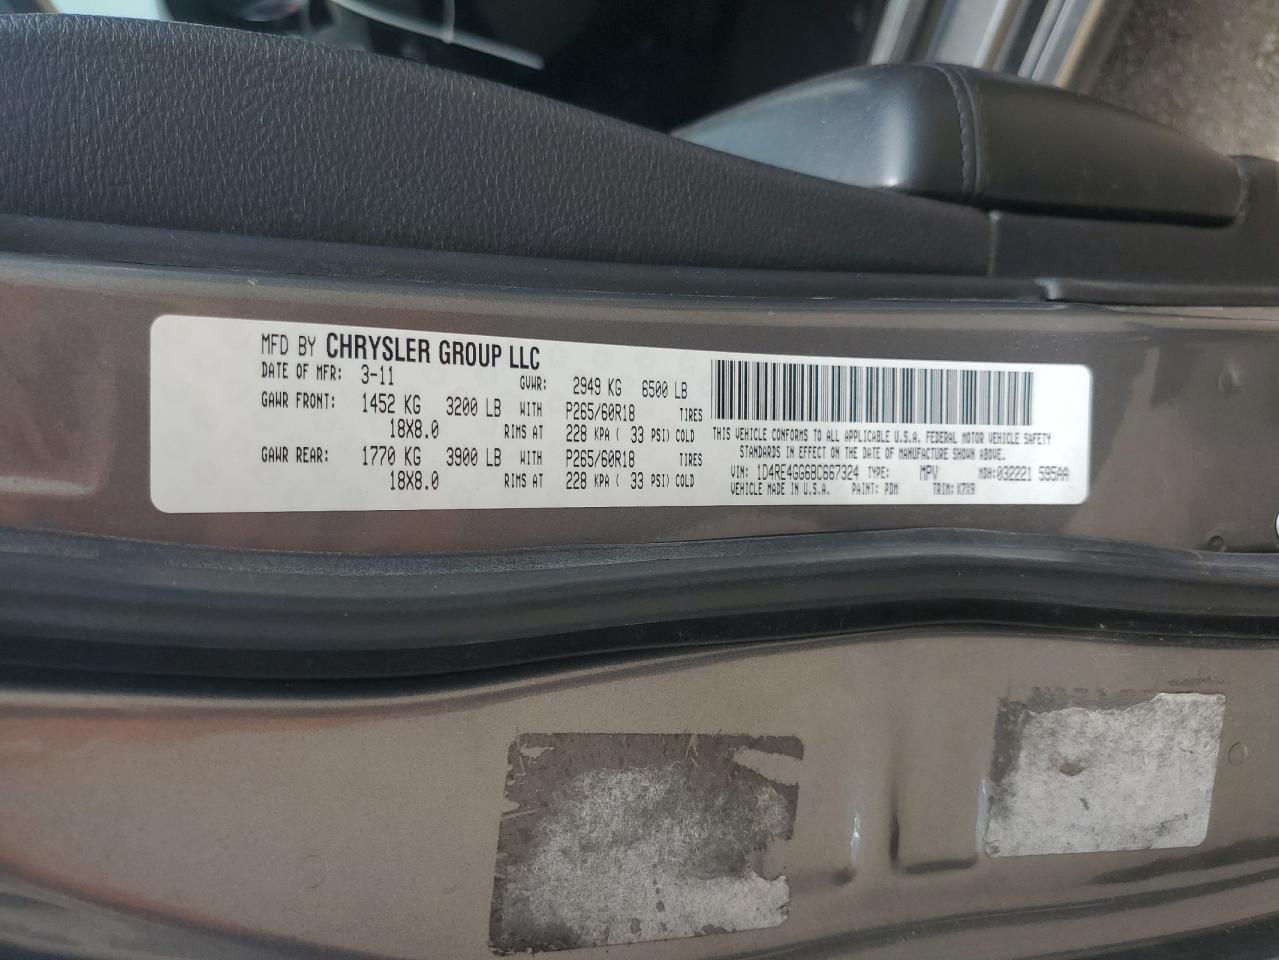 MFD BY CHRYSLER GROUP LLC
DATE OF MFR: 3-11 GVWR: 2949 KG 6500 LB
GAWR FRONT: 1452 KG 3200 LB WITH P265/60R18 TIRES
18X8.0 RIMS AT 228 KPA ( 33 PSI) COLD
GAWR REAR: 1770 KG 3900 LB WITH P265/60R18 TIRES
18X8.0 RIMS AT 228 KPA ( 33 PSI) COLD
THIS VEHICLE CONFORMS TO ALL APPLICABLE U.S.A. FEDERAL MOTOR VEHICLE SAFETY
STANDARDS IN EFFECT ON THE DATE OF MANUFACTURE SHOWN ABOVE.
VIN: 1D4RE4GG6BC667324 TYPE: MPV MDH:032221 595AA
VEHICLE MADE IN U.S.A. PAINT: PDM TRIM: K7X9